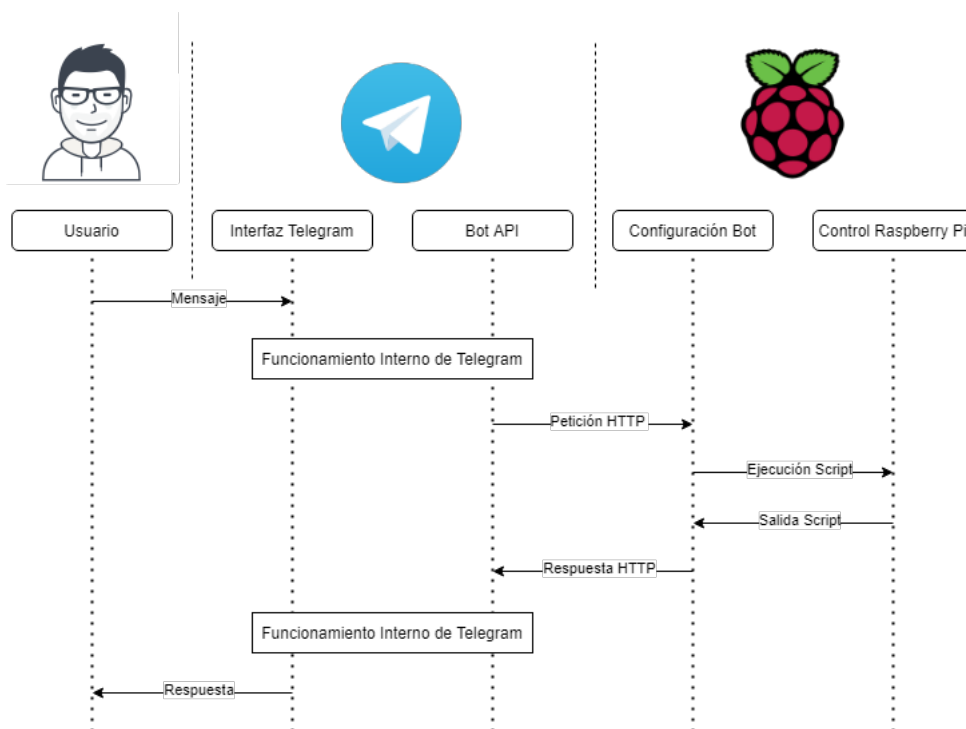 Usuario
Interfaz Telegram
Bot API
Configuración Bot
Control Raspberry Pi
Mensaje
Funcionamiento Interno de Telegram
Petición HTTP
Ejecución Script
Salida Script
Respuesta HTTP
Funcionamiento Interno de Telegram
Respuesta